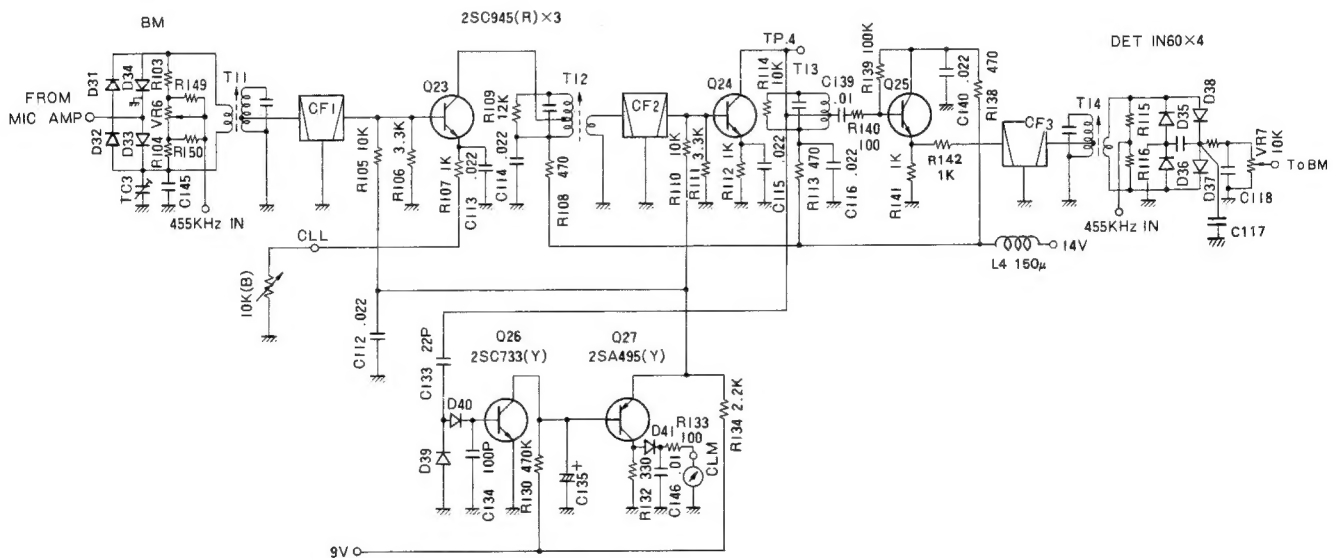 BM
2SC945(R)×3
TP.4
DET IN60×4
FROM
MIC AMP
D31
D34
D32
D33
R103
VR6
R104
R149
R150
TC3
C145
455KHz IN
T11
CF1
R105 10K
R106 3.3K
Q23
R107 1K
C113 .022
R109
12K
C114 .022
T12
R108 470
CF2
R110 10K
R111 3.3K
Q24
R112 1K
C115 .022
R114
10K
T13
R113 470
C116 .022
C139
.01
R140
100
R139 100K
Q25
C140 .022
R138 470
R141 1K
R142
1K
CF3
T14
R115
R116
D35
D36
D38
D37
455KHz IN
C118
C117
VR7
10K
ToBM
CLL
10K(B)
C112 .022
L4 150μ
14V
C133 22P
Q26
2SC733(Y)
Q27
2SA495(Y)
D40
D39
C134 100P
R130 470K
C135
+
D41
R133
100
R132 330
C146 .01
CLM
R134 2.2K
9V